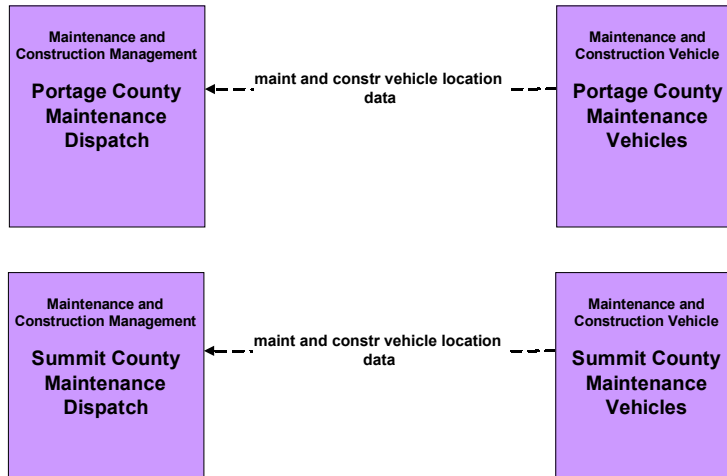 Maintenance and
Construction Management
Portage County
Maintenance
Dispatch
maint and constr vehicle location
data
Maintenance and
Construction Vehicle
Portage County
Maintenance
Vehicles
Maintenance and
Construction Management
Summit County
Maintenance
Dispatch
maint and constr vehicle location
data
Maintenance and
Construction Vehicle
Summit County
Maintenance
Vehicles